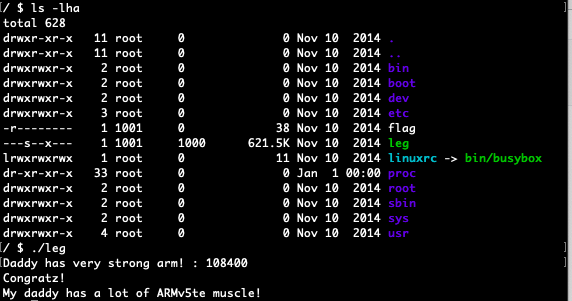 [/ $ ls -lha ]
total 628
drwxr-xr-x 11 root 0 0 Nov 10 2014 .
drwxr-xr-x 11 root 0 0 Nov 10 2014 ..
drwxrwxr-x 2 root 0 0 Nov 10 2014 bin
drwxrwxr-x 2 root 0 0 Nov 10 2014 boot
drwxrwxr-x 2 root 0 0 Nov 10 2014 dev
drwxrwxr-x 3 root 0 0 Nov 10 2014 etc
-r-------- 1 1001 0 38 Nov 10 2014 flag
---s--x--- 1 1001 1000 621.5K Nov 10 2014 leg
lrwxrwxrwx 1 root 0 11 Nov 10 2014 linuxrc -> bin/busybox
dr-xr-xr-x 33 root 0 0 Jan 1 00:00 proc
drwxrwxr-x 2 root 0 0 Nov 10 2014 root
drwxrwxr-x 2 root 0 0 Nov 10 2014 sbin
drwxrwxr-x 2 root 0 0 Nov 10 2014 sys
drwxrwxr-x 4 root 0 0 Nov 10 2014 usr
[/ $ ./leg ]
[Daddy has very strong arm! : 108400 ]
Congratz!
My daddy has a lot of ARMv5te muscle!